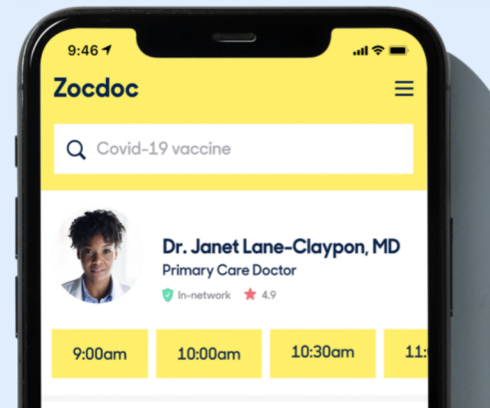 9:46
Zocdoc
Covid-19 vaccine
Dr. Janet Lane-Claypon, MD
Primary Care Doctor
In-network 4.9
9:00am 10:00am 10:30am 11: